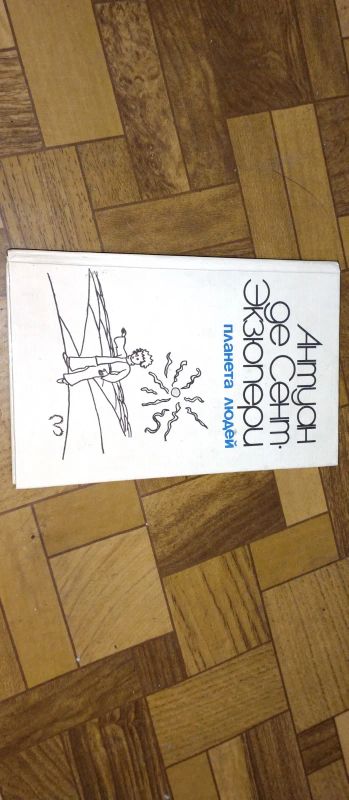 Антуан
де Сент-
Экзюпери
планета людей